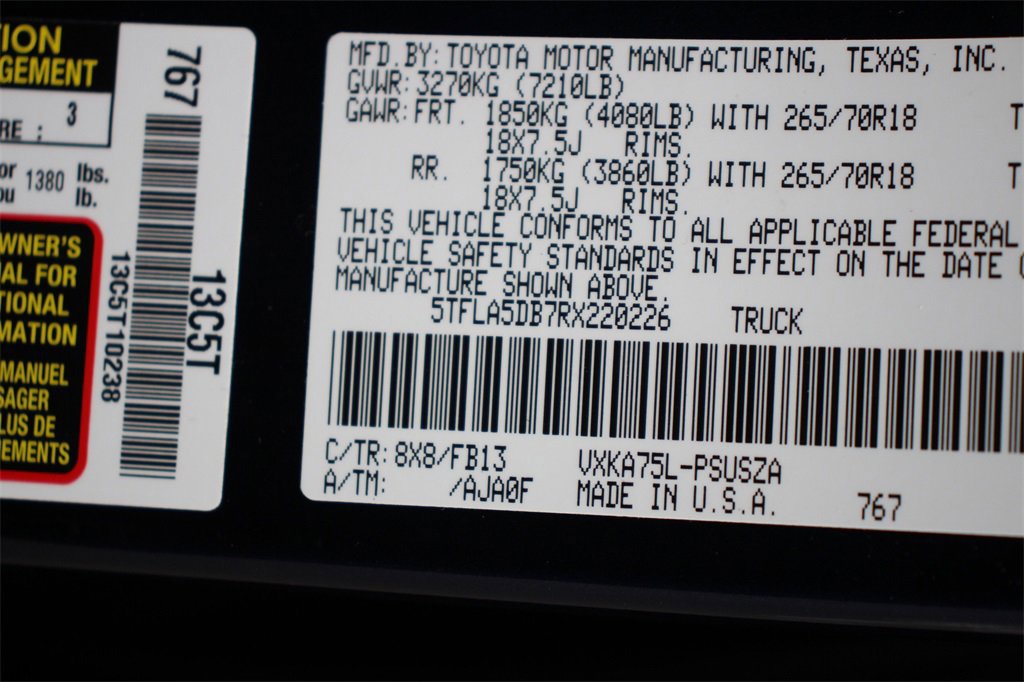 ION
GEMENT
3
RE :
or 1380 lbs.
ou lb.
WNER'S
AL FOR
TIONAL
MATION
MANUEL
SAGER
LUS DE
EMENTS
767
13C5T10238
13C5T
MFD.BY: TOYOTA MOTOR MANUFACTURING, TEXAS, INC.
GVWR: 3270KG (7210LB)
GAWR: FRT. 1850KG (4080LB) WITH 265/70R18 T
18X7.5J RIMS.
RR. 1750KG (3860LB) WITH 265/70R18 T
18X7.5J RIMS.
THIS VEHICLE CONFORMS TO ALL APPLICABLE FEDERAL
VEHICLE SAFETY STANDARDS IN EFFECT ON THE DATE O
MANUFACTURE SHOWN ABOVE.
5TFLA5DB7RX220226 TRUCK
C/TR: 8X8/FB13 VXKA75L-PSUSZA
A/TM: /AJA0F MADE IN U.S.A. 767